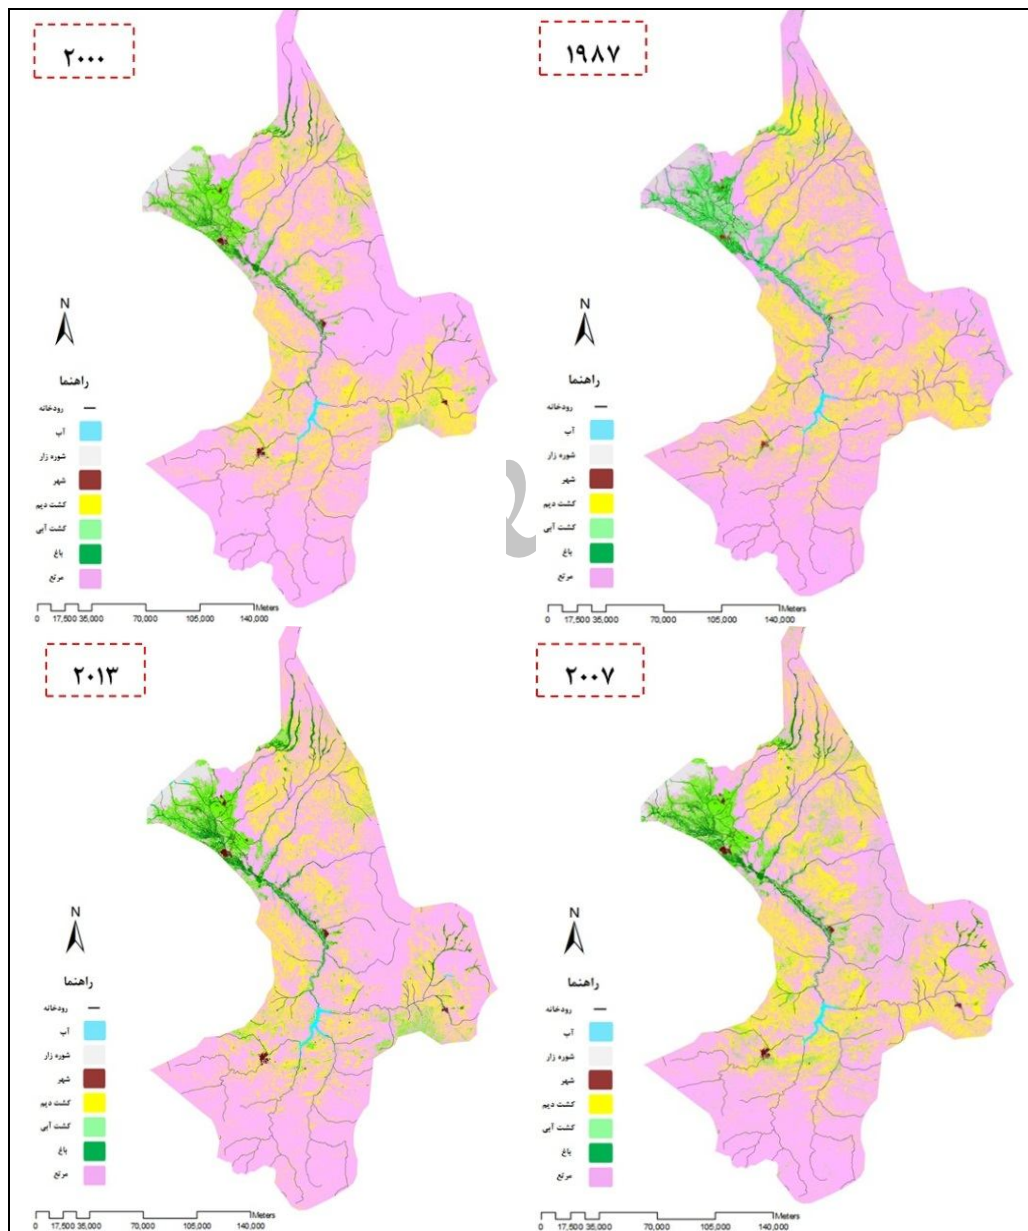 ۱۹۸۷
N
راهنما
رودخانه
آب
شوره زار
شهر
کشت دیم
کشت آبی
باغ
مرتع
0 17,500 35,000 70,000 105,000 140,000 Meters
۲۰۰۰
N
راهنما
رودخانه
آب
شوره زار
شهر
کشت دیم
کشت آبی
باغ
مرتع
0 17,500 35,000 70,000 105,000 140,000 Meters
۲۰۰۷
N
راهنما
رودخانه
آب
شوره زار
شهر
کشت دیم
کشت آبی
باغ
مرتع
0 17,500 35,000 70,000 105,000 140,000 Meters
۲۰۱۳
N
راهنما
رودخانه
آب
شوره زار
شهر
کشت دیم
کشت آبی
باغ
مرتع
0 17,500 35,000 70,000 105,000 140,000 Meters